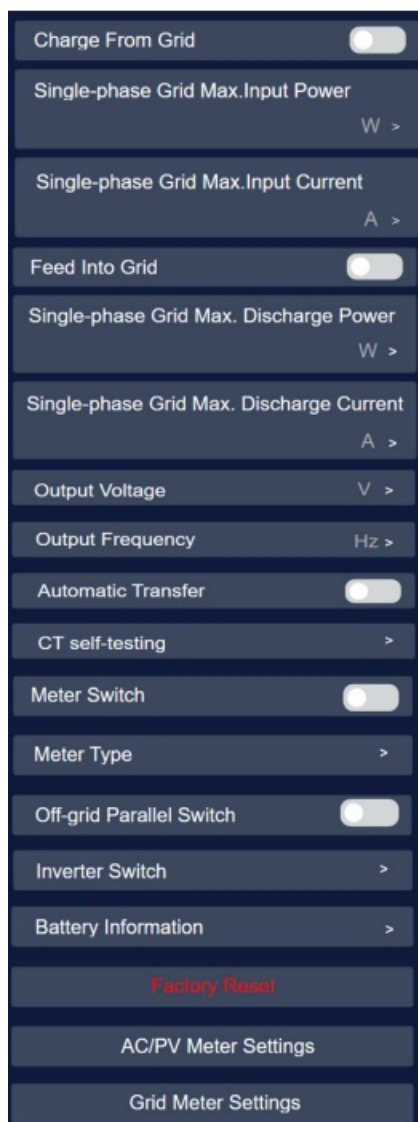 Charge From Grid
Single-phase Grid Max.Input Power
W >
Single-phase Grid Max.Input Current
A >
Feed Into Grid
Single-phase Grid Max. Discharge Power
W >
Single-phase Grid Max. Discharge Current
A >
Output Voltage V >
Output Frequency Hz >
Automatic Transfer
CT self-testing >
Meter Switch
Meter Type >
Off-grid Parallel Switch
Inverter Switch >
Battery Information >
Factory Reset
AC/PV Meter Settings
Grid Meter Settings